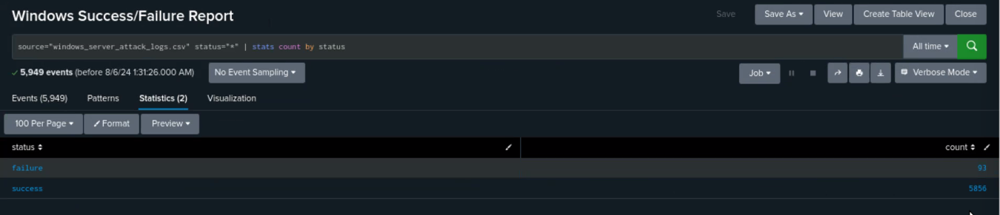 Windows Success/Failure Report
Save Save As View Create Table View Close
source="windows_server_attack_logs.csv" status="*" | stats count by status
All time
5,949 events (before 8/6/24 1:31:26.000 AM) No Event Sampling
Job Verbose Mode
Events (5,949) Patterns Statistics (2) Visualization
100 Per Page Format Preview
status count
failure 93
success 5856